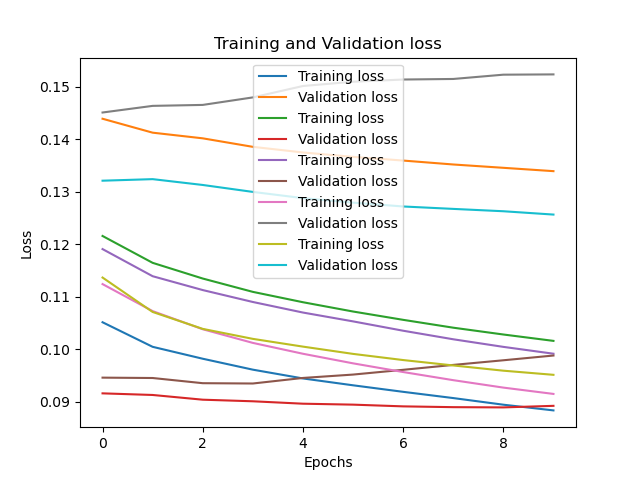 Training and Validation loss
Training loss
Validation loss
Training loss
Validation loss
Training loss
Validation loss
Training loss
Validation loss
Training loss
Validation loss
Loss
0.15
0.14
0.13
0.12
0.11
0.10
0.09
0 2 4 6 8
Epochs